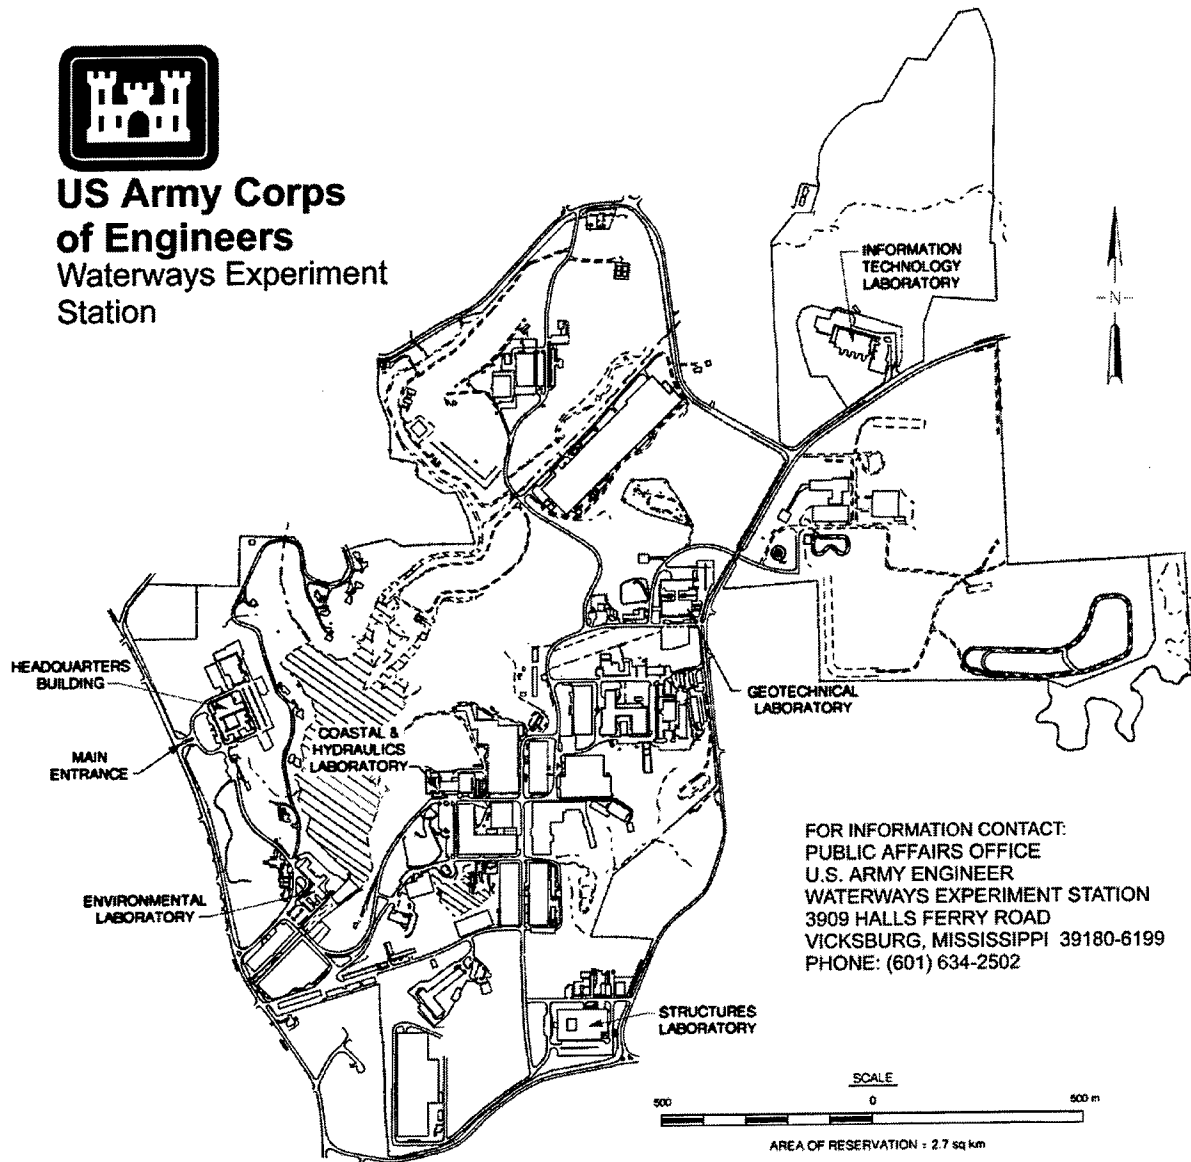 US Army Corps
of Engineers
Waterways Experiment
Station
INFORMATION
TECHNOLOGY
LABORATORY
N
HEADQUARTERS
BUILDING
MAIN
ENTRANCE
COASTAL &
HYDRAULICS
LABORATORY
GEOTECHNICAL
LABORATORY
ENVIRONMENTAL
LABORATORY
STRUCTURES
LABORATORY
FOR INFORMATION CONTACT:
PUBLIC AFFAIRS OFFICE
U.S. ARMY ENGINEER
WATERWAYS EXPERIMENT STATION
3909 HALLS FERRY ROAD
VICKSBURG, MISSISSIPPI 39180-6199
PHONE: (601) 634-2502
SCALE
500 0 500 m
AREA OF RESERVATION = 2.7 sq km